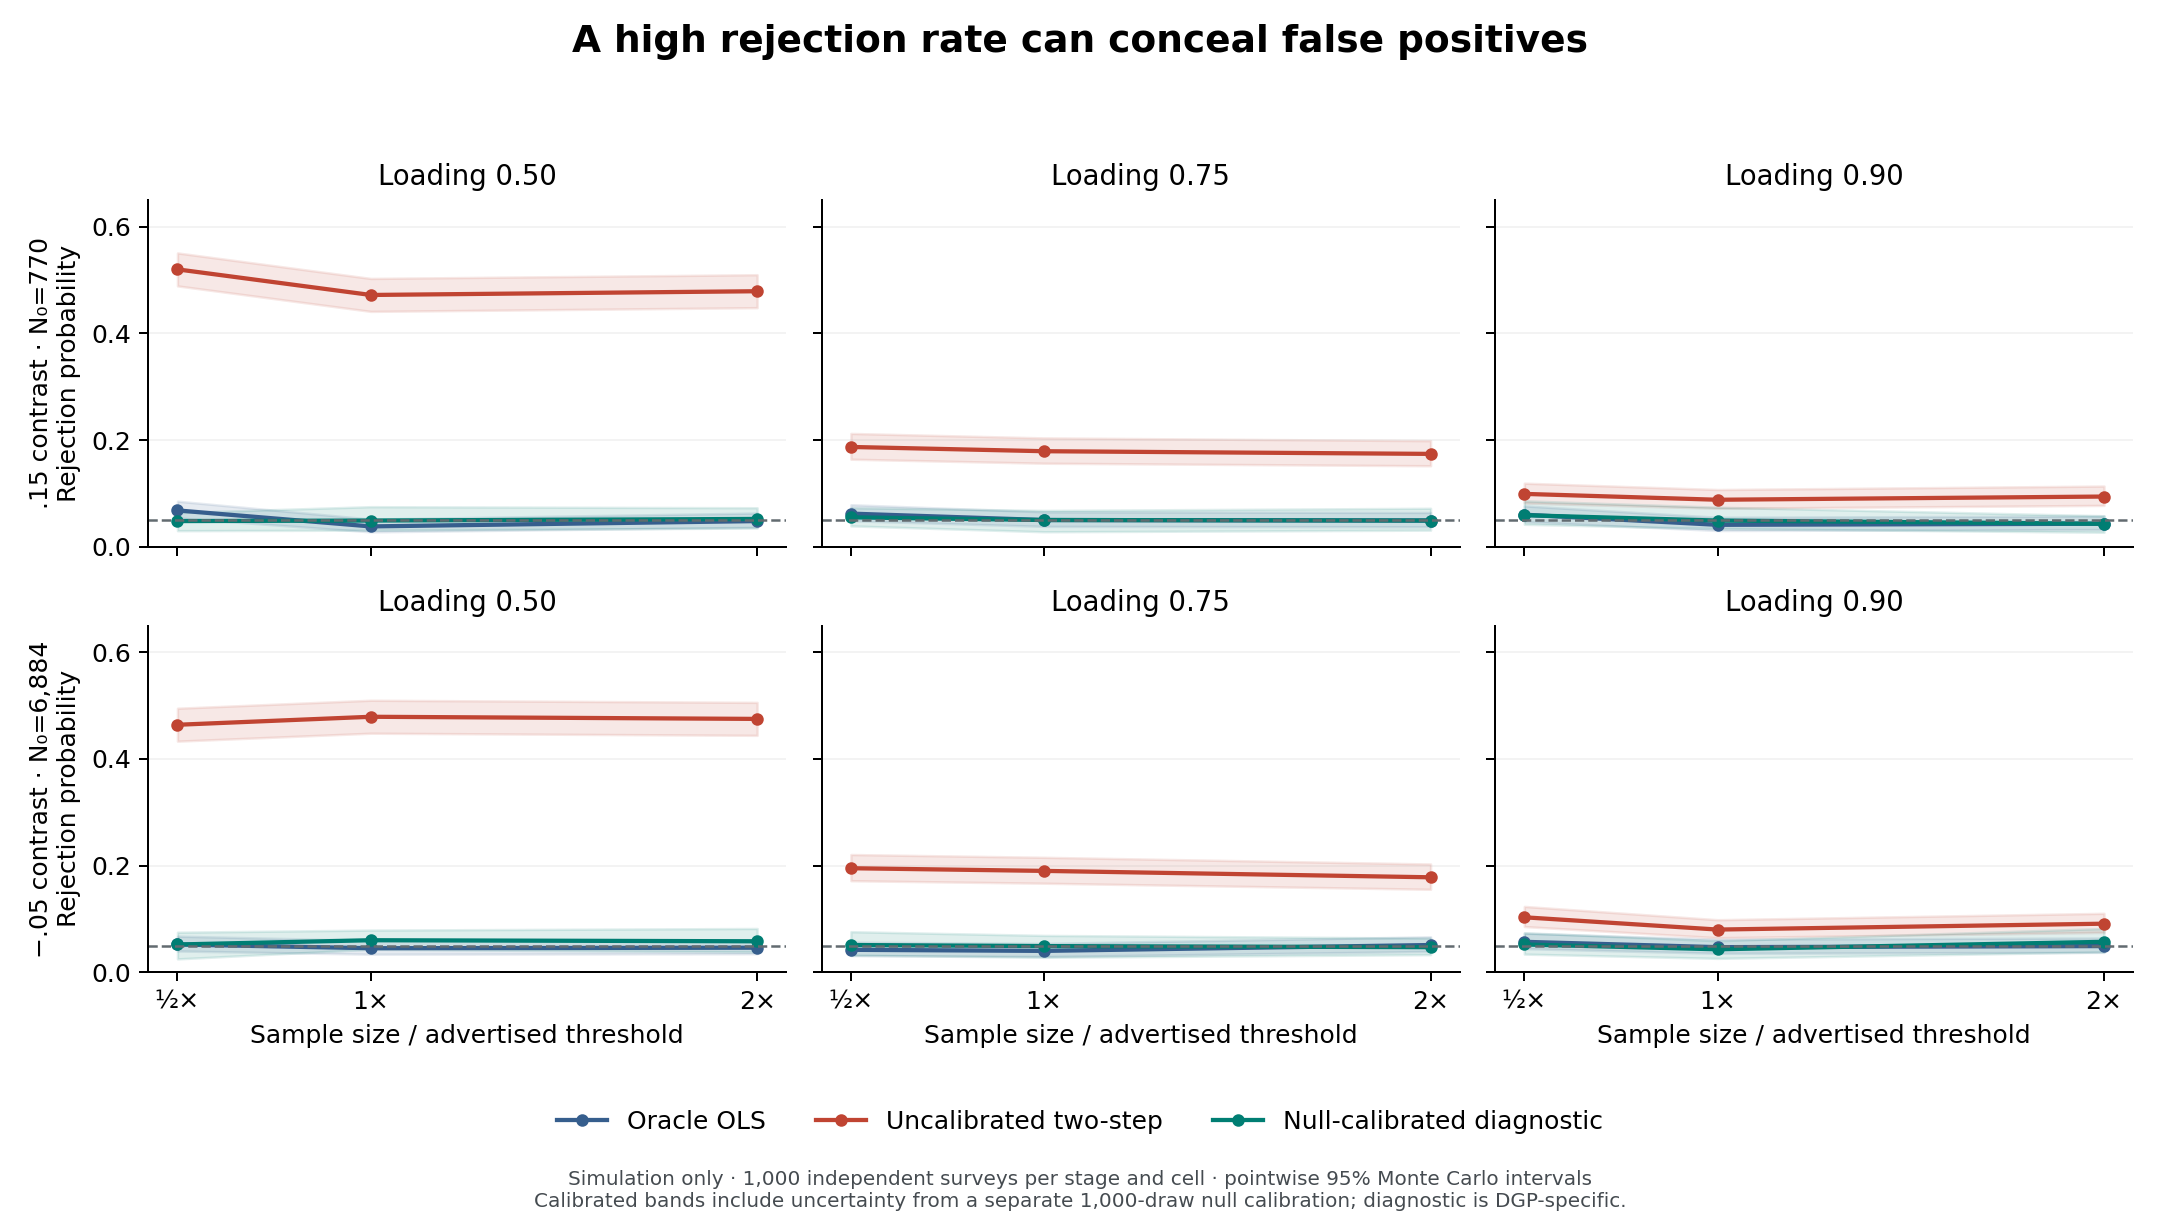 A high rejection rate can conceal false positives
Loading 0.50
Loading 0.75
Loading 0.90
.15 contrast · N₀=770
Rejection probability
0.6
0.4
0.2
0.0
Loading 0.50
Loading 0.75
Loading 0.90
−.05 contrast · N₀=6,884
Rejection probability
0.6
0.4
0.2
0.0
½× 1× 2×
½× 1× 2×
½× 1× 2×
Sample size / advertised threshold
Sample size / advertised threshold
Sample size / advertised threshold
Oracle OLS
Uncalibrated two-step
Null-calibrated diagnostic
Simulation only · 1,000 independent surveys per stage and cell · pointwise 95% Monte Carlo intervals
Calibrated bands include uncertainty from a separate 1,000-draw null calibration; diagnostic is DGP-specific.